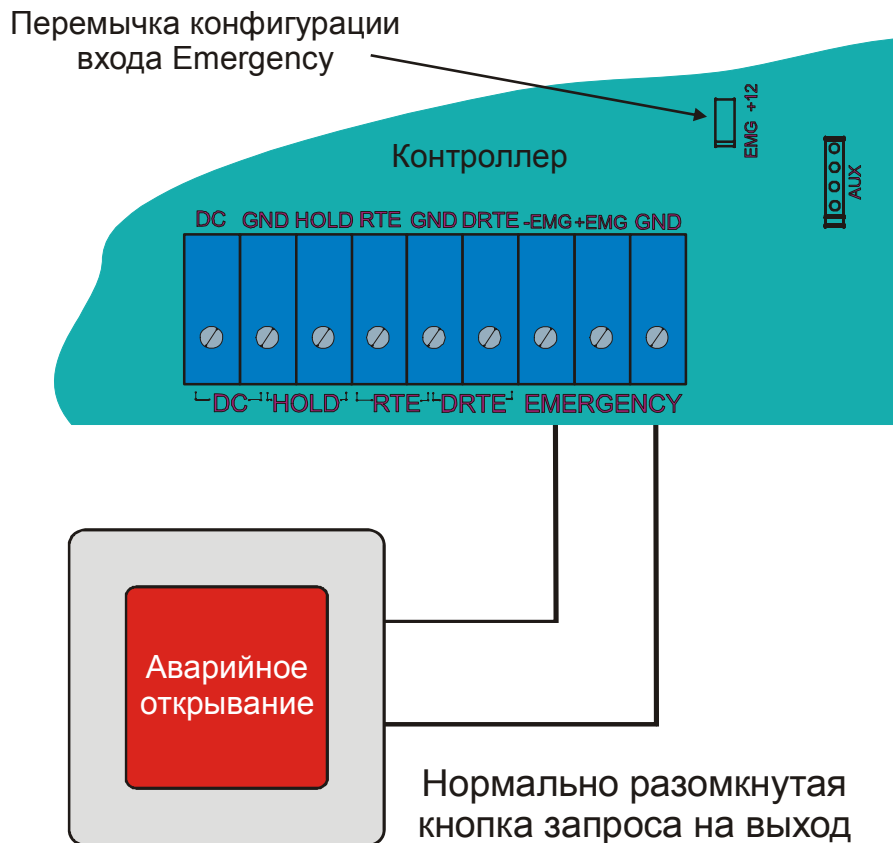 Перемычка конфигурации
входа Emergency
EMG +12
Контроллер
AUX
DC GND HOLD RTE GND DRTE -EMG +EMG GND
DC HOLD RTE DRTE EMERGENCY
Аварийное
открывание
Нормально разомкнутая
кнопка запроса на выход